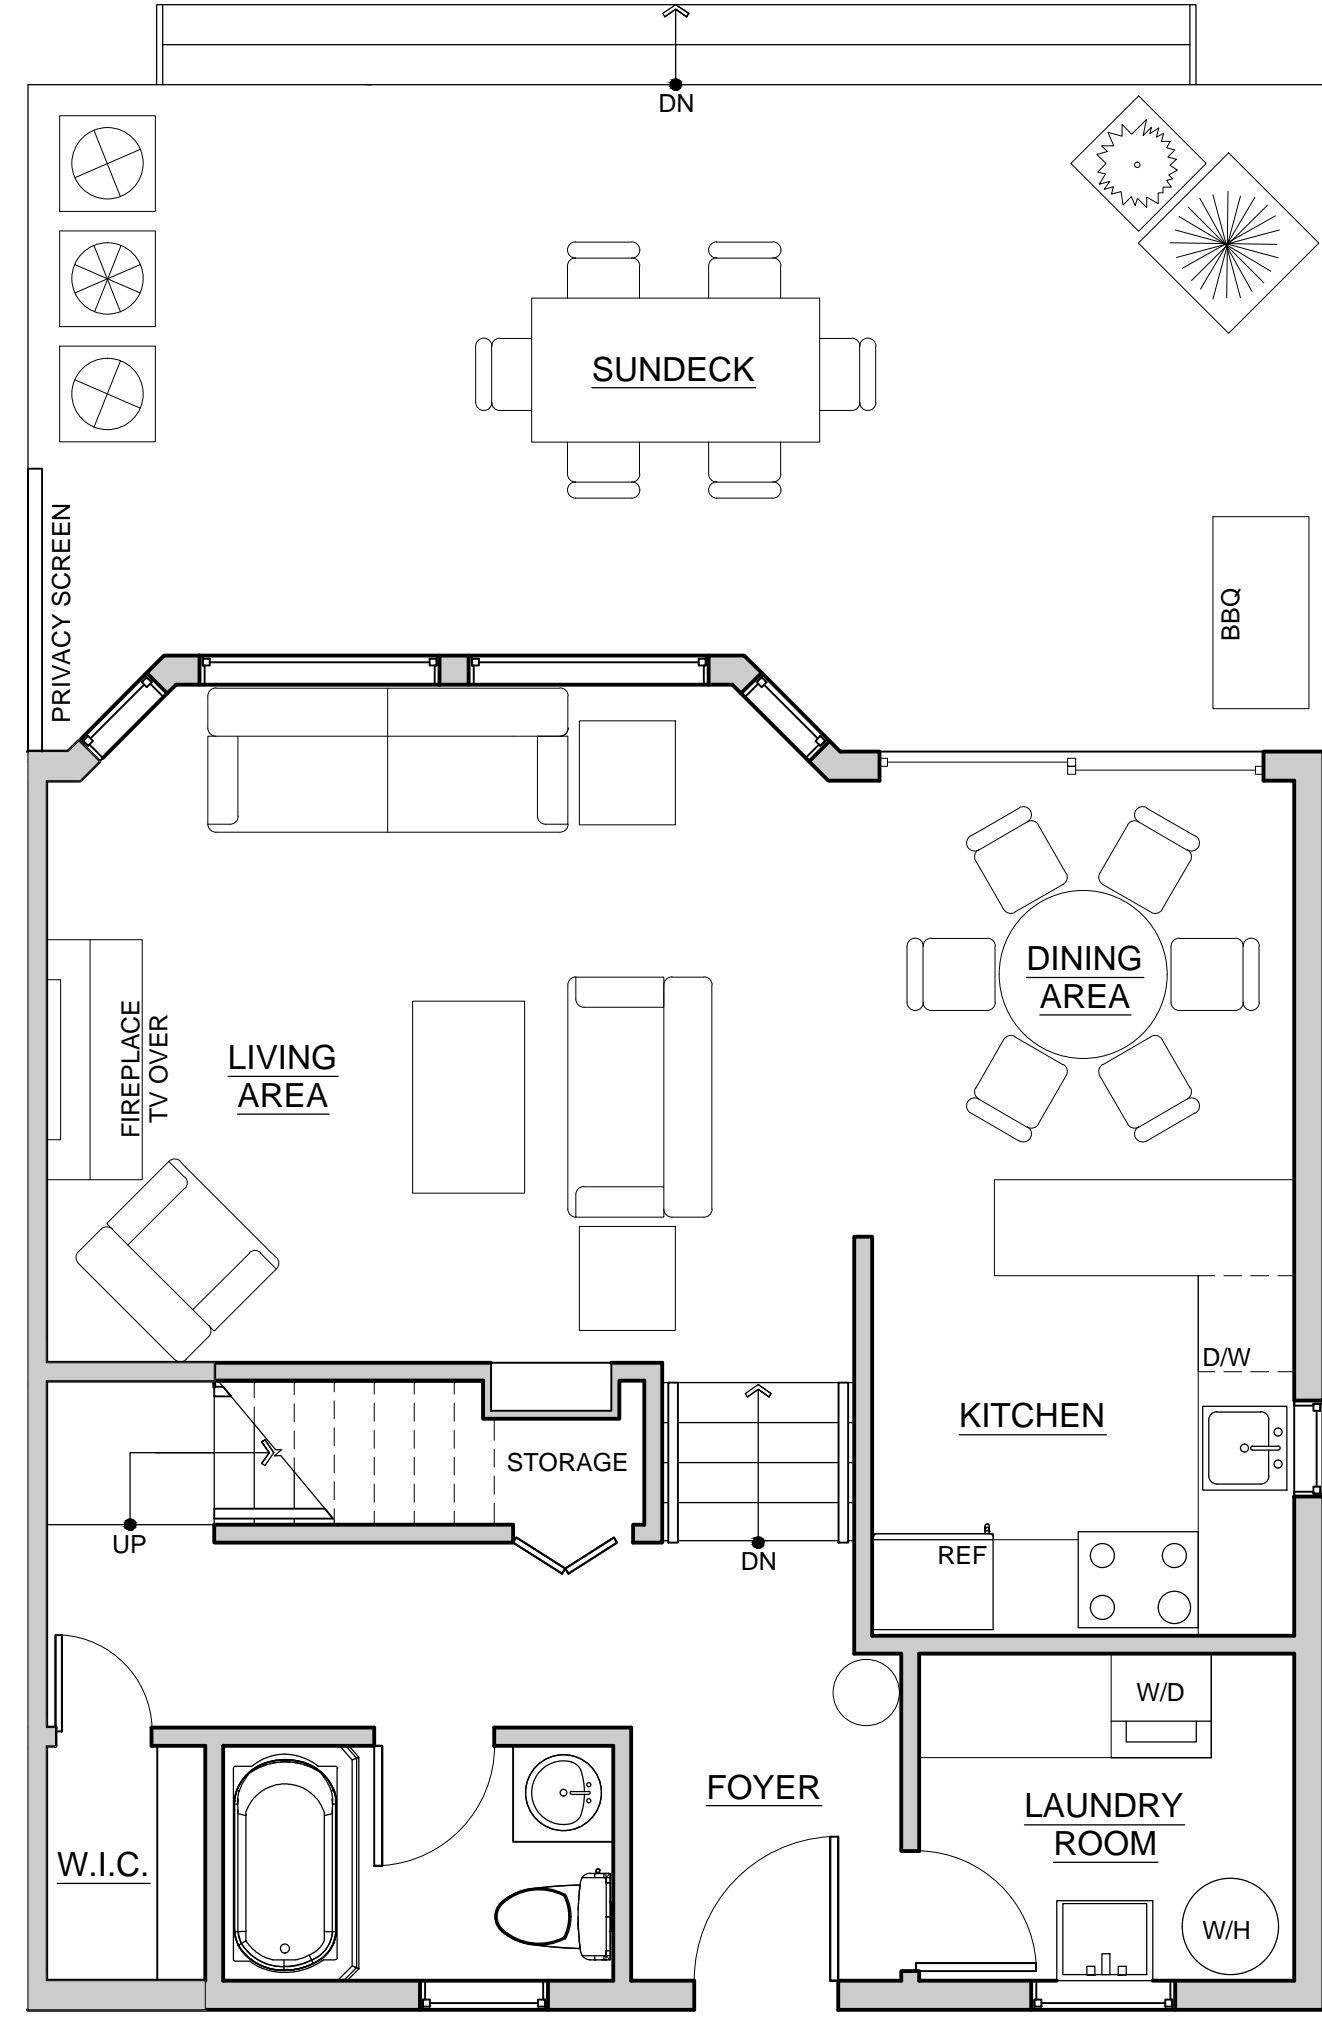 DN
SUNDECK
PRIVACY SCREEN
BBQ
DINING
AREA
FIREPLACE
TV OVER
LIVING
AREA
D/W
KITCHEN
STORAGE
UP
DN
REF
W/D
FOYER
LAUNDRY
ROOM
W.I.C.
W/H